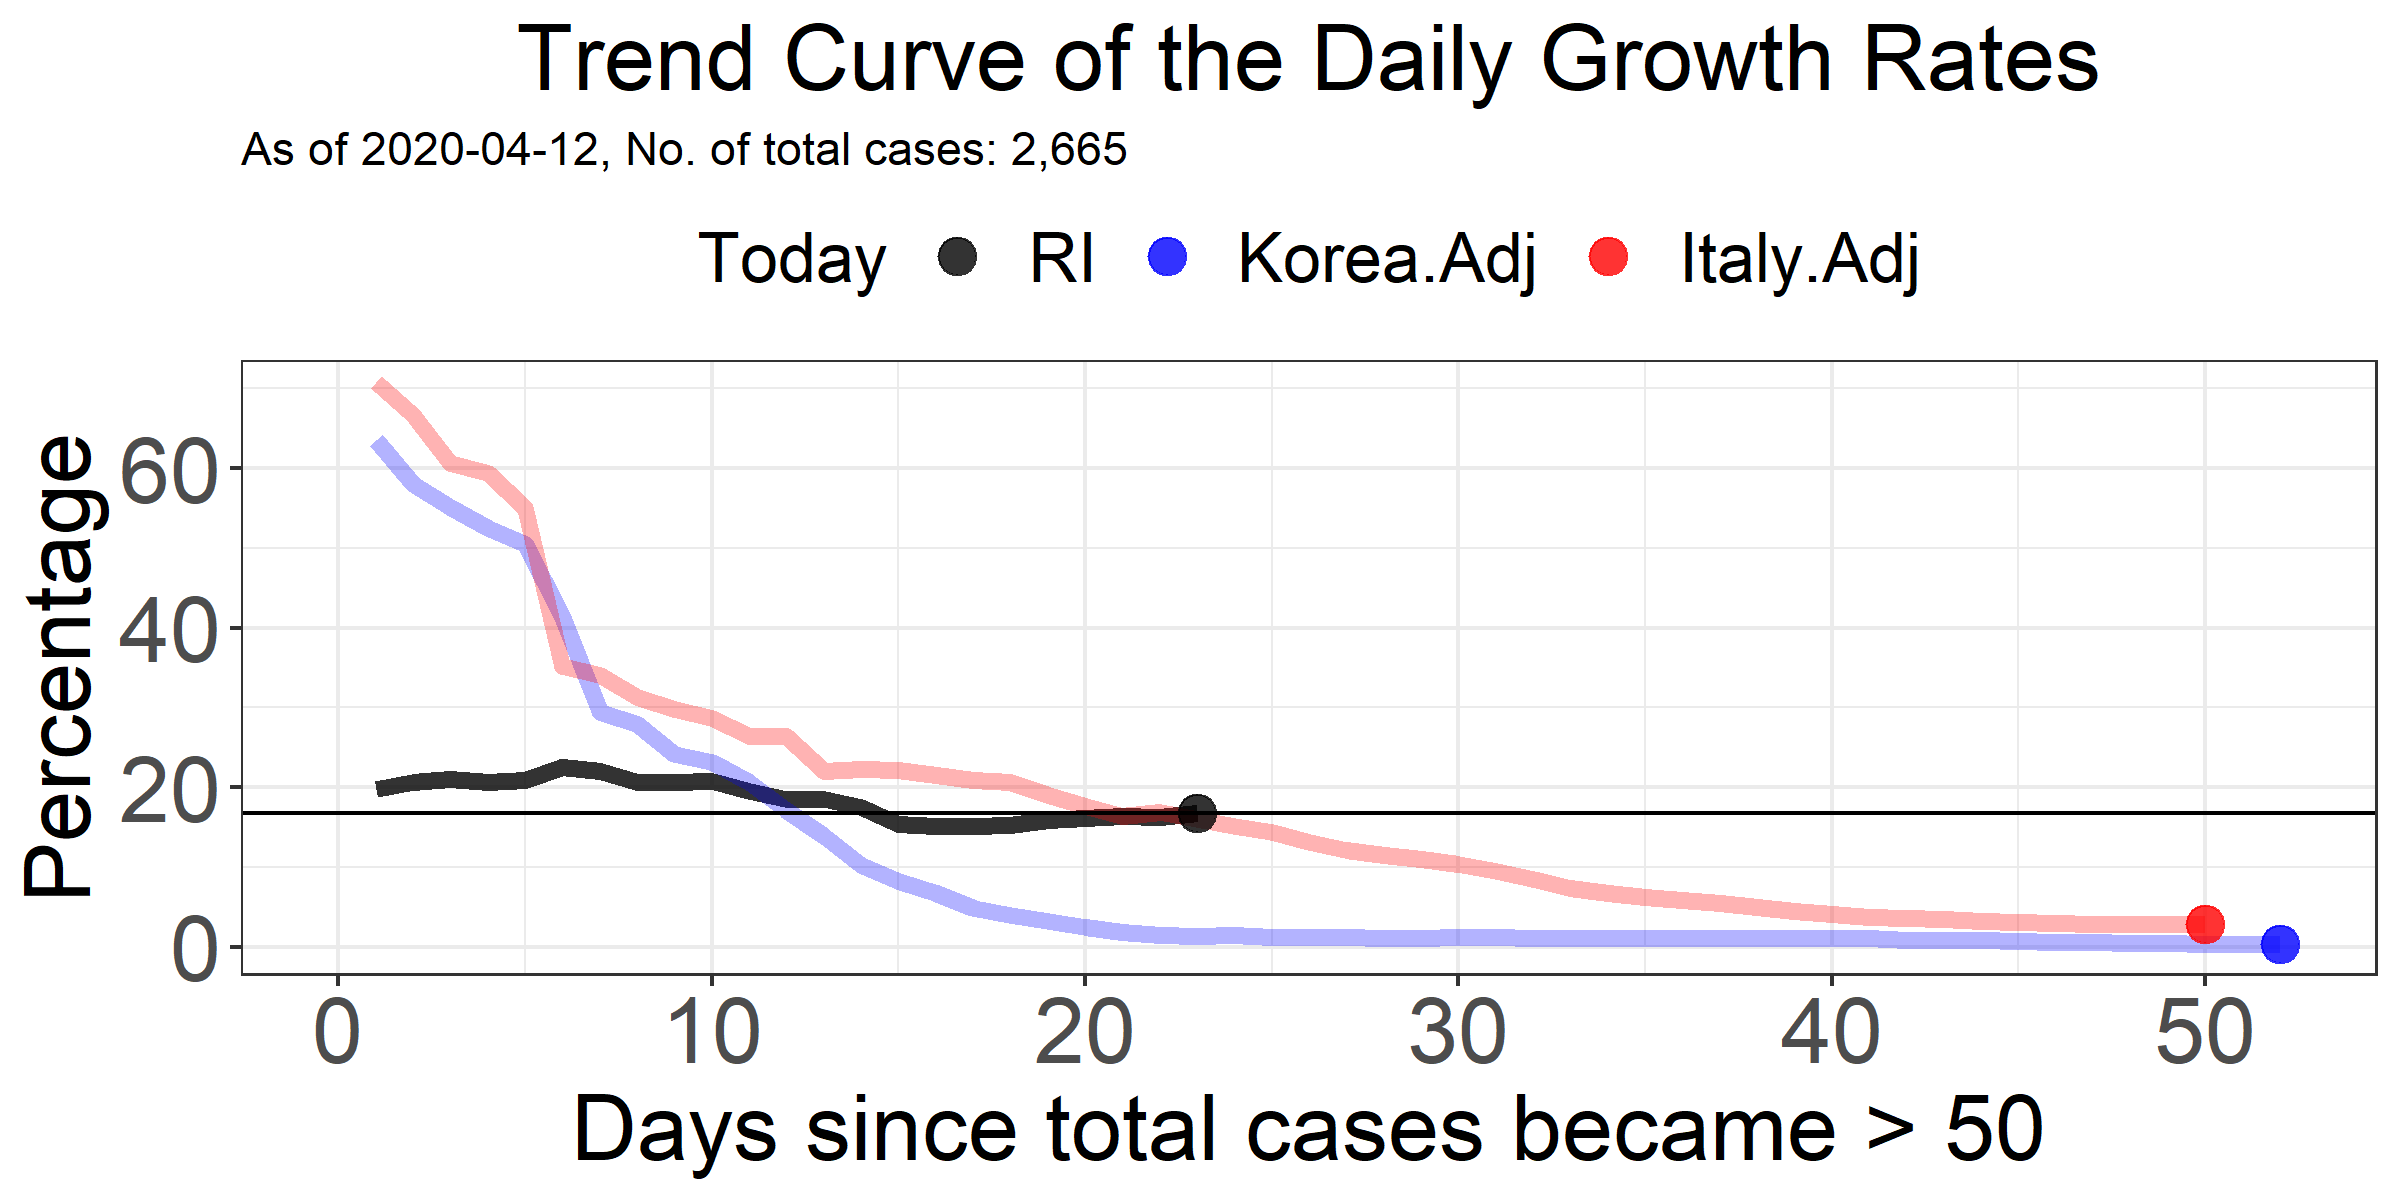 Trend Curve of the Daily Growth Rates
As of 2020-04-12, No. of total cases: 2,665
Today RI Korea.Adj Italy.Adj
Percentage
60
40
20
0
0 10 20 30 40 50
Days since total cases became > 50